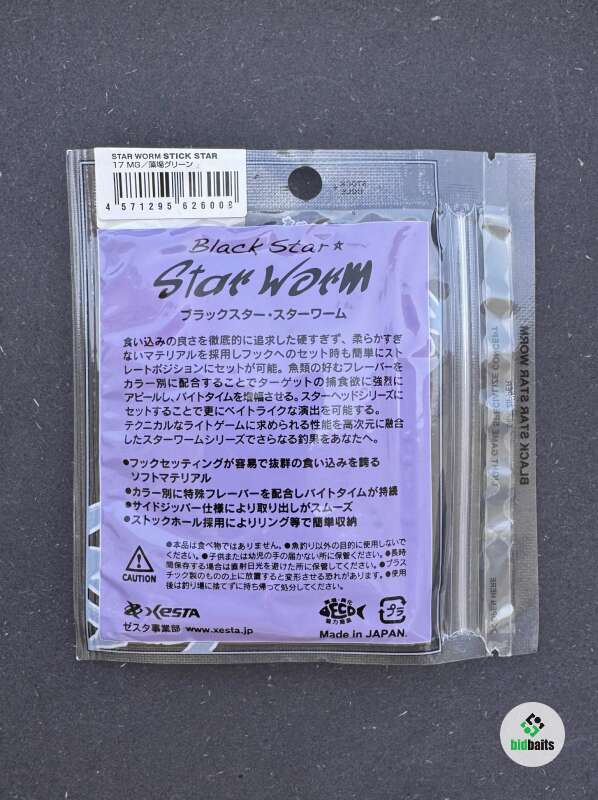 STAR WORM STICK STAR
17 MG／藻場グリーン
4 571295 626008
STOCK
HOLE
Black Star☆
Star Worm
ブラックスター・スターワーム
食い込みの良さを徹底的に追求した硬すぎず、柔らかすぎ
ないマテリアルを採用しフックへのセット時も簡単にスト
レートポジションにセットが可能。魚類の好むフレーバーを
カラー別に配合することでターゲットの捕食欲に強烈に
アピールし、バイトタイムを増幅させる。スターヘッドシリーズに
セットすることで更にベイトライクな演出を可能する。
テクニカルなライトゲームに求められる性能を高次元に融合
したスターワームシリーズでさらなる釣果をあなたへ。
●フックセッティングが容易で抜群の食い込みを誇る
ソフトマテリアル
●カラー別に特殊フレーバーを配合しバイトタイムが持続
●サイドジッパー仕様により取り出しがスムーズ
●ストックホール採用によりリング等で簡単収納
CAUTION
●本品は食べ物ではありません。●魚釣り以外の目的に使用しないで
ください。●子供または幼児の手の届かない所に保管してください。●長時
間保存する場合は直射日光を避けた所に保管してください。●プラス
チック製のものの上に放置すると変形させる恐れがあります。●使用
後は釣り場に捨てずに持ち帰って処分してください。
XESTA
ゼスタ事業部 www.xesta.jp
ECO
プラ
Made in JAPAN.
BLACK STAR STAR WORM
LIGHT GAME SPECIALIZE CONCEPT
OPEN HERE
bidbaits